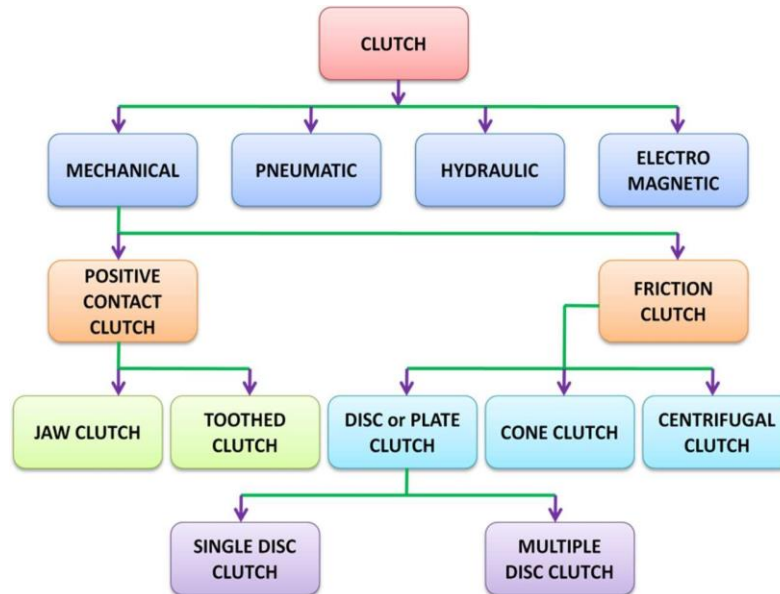 CLUTCH
MECHANICAL
PNEUMATIC
HYDRAULIC
ELECTRO
MAGNETIC
POSITIVE
CONTACT
CLUTCH
FRICTION
CLUTCH
JAW CLUTCH
TOOTHED
CLUTCH
DISC or PLATE
CLUTCH
CONE CLUTCH
CENTRIFUGAL
CLUTCH
SINGLE DISC
CLUTCH
MULTIPLE
DISC CLUTCH